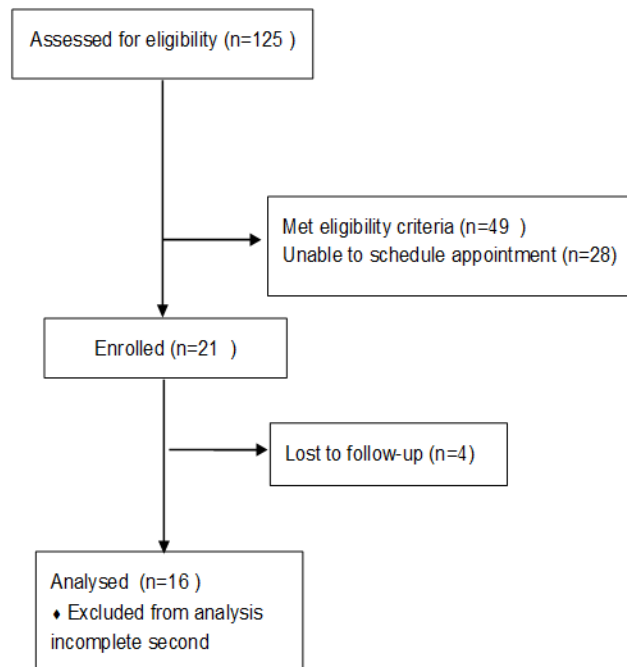 Assessed for eligibility (n=125 )
Met eligibility criteria (n=49 )
Unable to schedule appointment (n=28)
Enrolled (n=21 )
Lost to follow-up (n=4)
Analysed (n=16 )
♦ Excluded from analysis
incomplete second